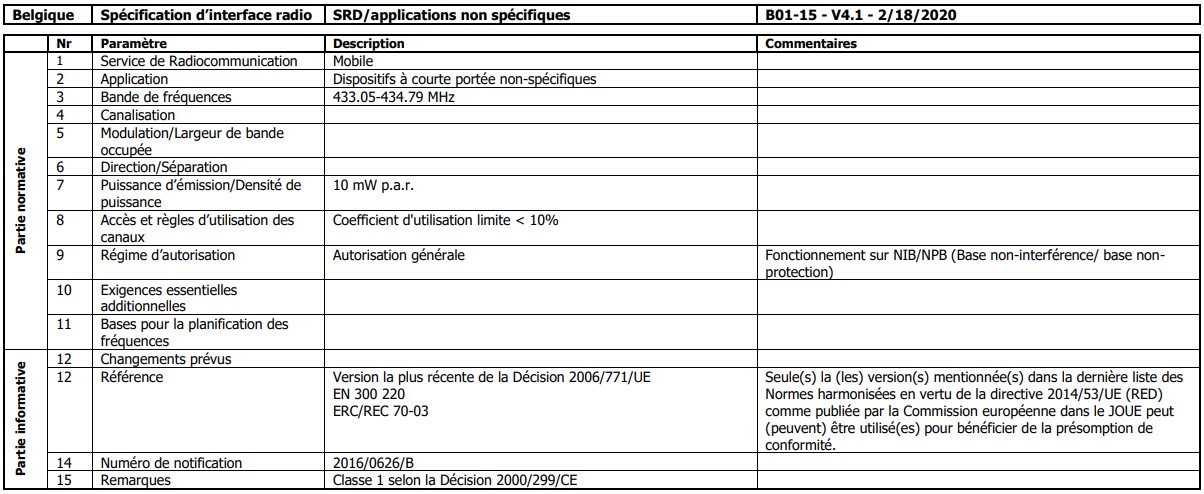 Belgique Spécification d’interface radio SRD/applications non spécifiques B01-15 - V4.1 - 2/18/2020
Nr Paramètre Description Commentaires
Partie normative
1 Service de Radiocommunication Mobile
2 Application Dispositifs à courte portée non-spécifiques
3 Bande de fréquences 433.05-434.79 MHz
4 Canalisation
5 Modulation/Largeur de bande
occupée
6 Direction/Séparation
7 Puissance d’émission/Densité de 10 mW p.a.r.
puissance
8 Accès et règles d’utilisation des Coefficient d'utilisation limite < 10%
canaux
9 Régime d’autorisation Autorisation générale Fonctionnement sur NIB/NPB (Base non-interférence/ base non-
protection)
10 Exigences essentielles
additionnelles
11 Bases pour la planification des
fréquences
Partie informative
12 Changements prévus
12 Référence Version la plus récente de la Décision 2006/771/UE Seule(s) la (les) version(s) mentionnée(s) dans la dernière liste des
EN 300 220 Normes harmonisées en vertu de la directive 2014/53/UE (RED)
ERC/REC 70-03 comme publiée par la Commission européenne dans le JOUE peut
(peuvent) être utilisé(es) pour bénéficier de la présomption de
conformité.
14 Numéro de notification 2016/0626/B
15 Remarques Classe 1 selon la Décision 2000/299/CE